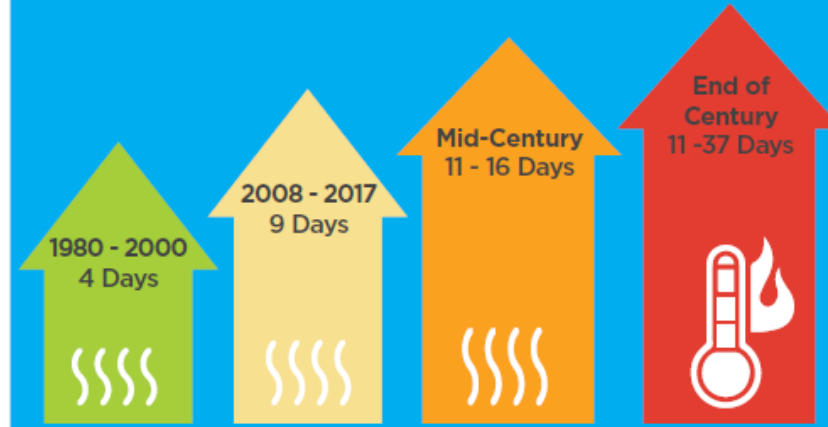 1980 - 2000
4 Days
2008 - 2017
9 Days
Mid-Century
11 - 16 Days
End of
Century
11 -37 Days